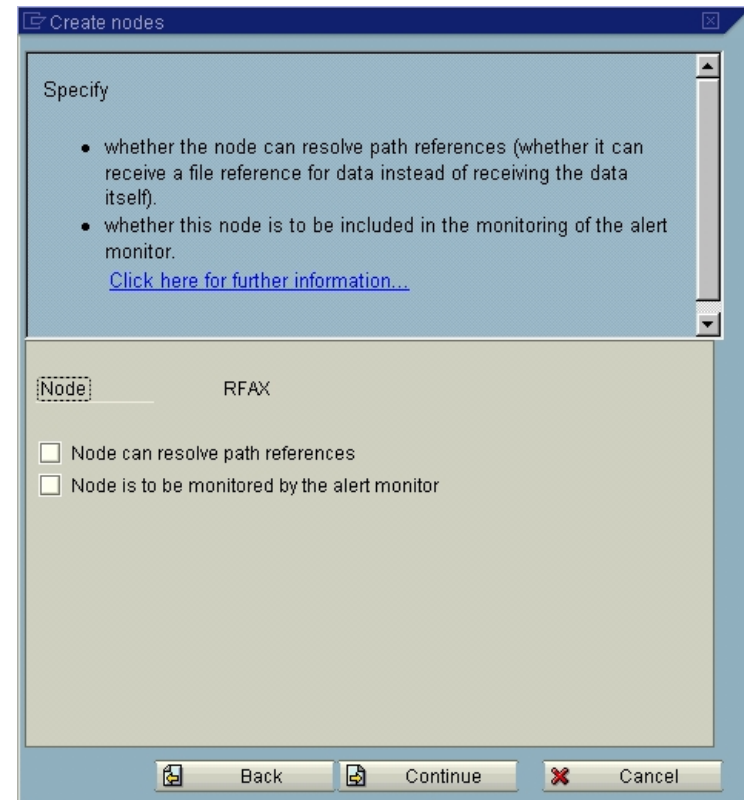 Create nodes
Specify
• whether the node can resolve path references (whether it can
receive a file reference for data instead of receiving the data
itself).
• whether this node is to be included in the monitoring of the alert
monitor.
Click here for further information...
Node RFAX
Node can resolve path references
Node is to be monitored by the alert monitor
Back Continue Cancel